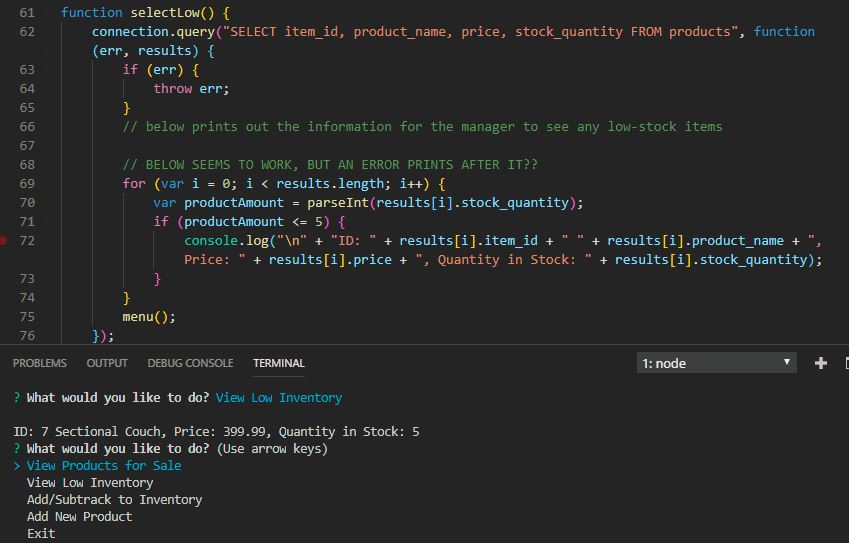 61 function selectLow() {
62 connection.query("SELECT item_id, product_name, price, stock_quantity FROM products", function
(err, results) {
63 if (err) {
64 throw err;
65 }
66 // below prints out the information for the manager to see any low-stock items
67
68 // BELOW SEEMS TO WORK, BUT AN ERROR PRINTS AFTER IT??
69 for (var i = 0; i < results.length; i++) {
70 var productAmount = parseInt(results[i].stock_quantity);
71 if (productAmount <= 5) {
72 console.log("\n" + "ID: " + results[i].item_id + " " + results[i].product_name + ",
Price: " + results[i].price + ", Quantity in Stock: " + results[i].stock_quantity);
73 }
74 }
75 menu();
76 });
PROBLEMS OUTPUT DEBUG CONSOLE TERMINAL 1: node
? What would you like to do? View Low Inventory
ID: 7 Sectional Couch, Price: 399.99, Quantity in Stock: 5
? What would you like to do? (Use arrow keys)
> View Products for Sale
View Low Inventory
Add/Subtrack to Inventory
Add New Product
Exit